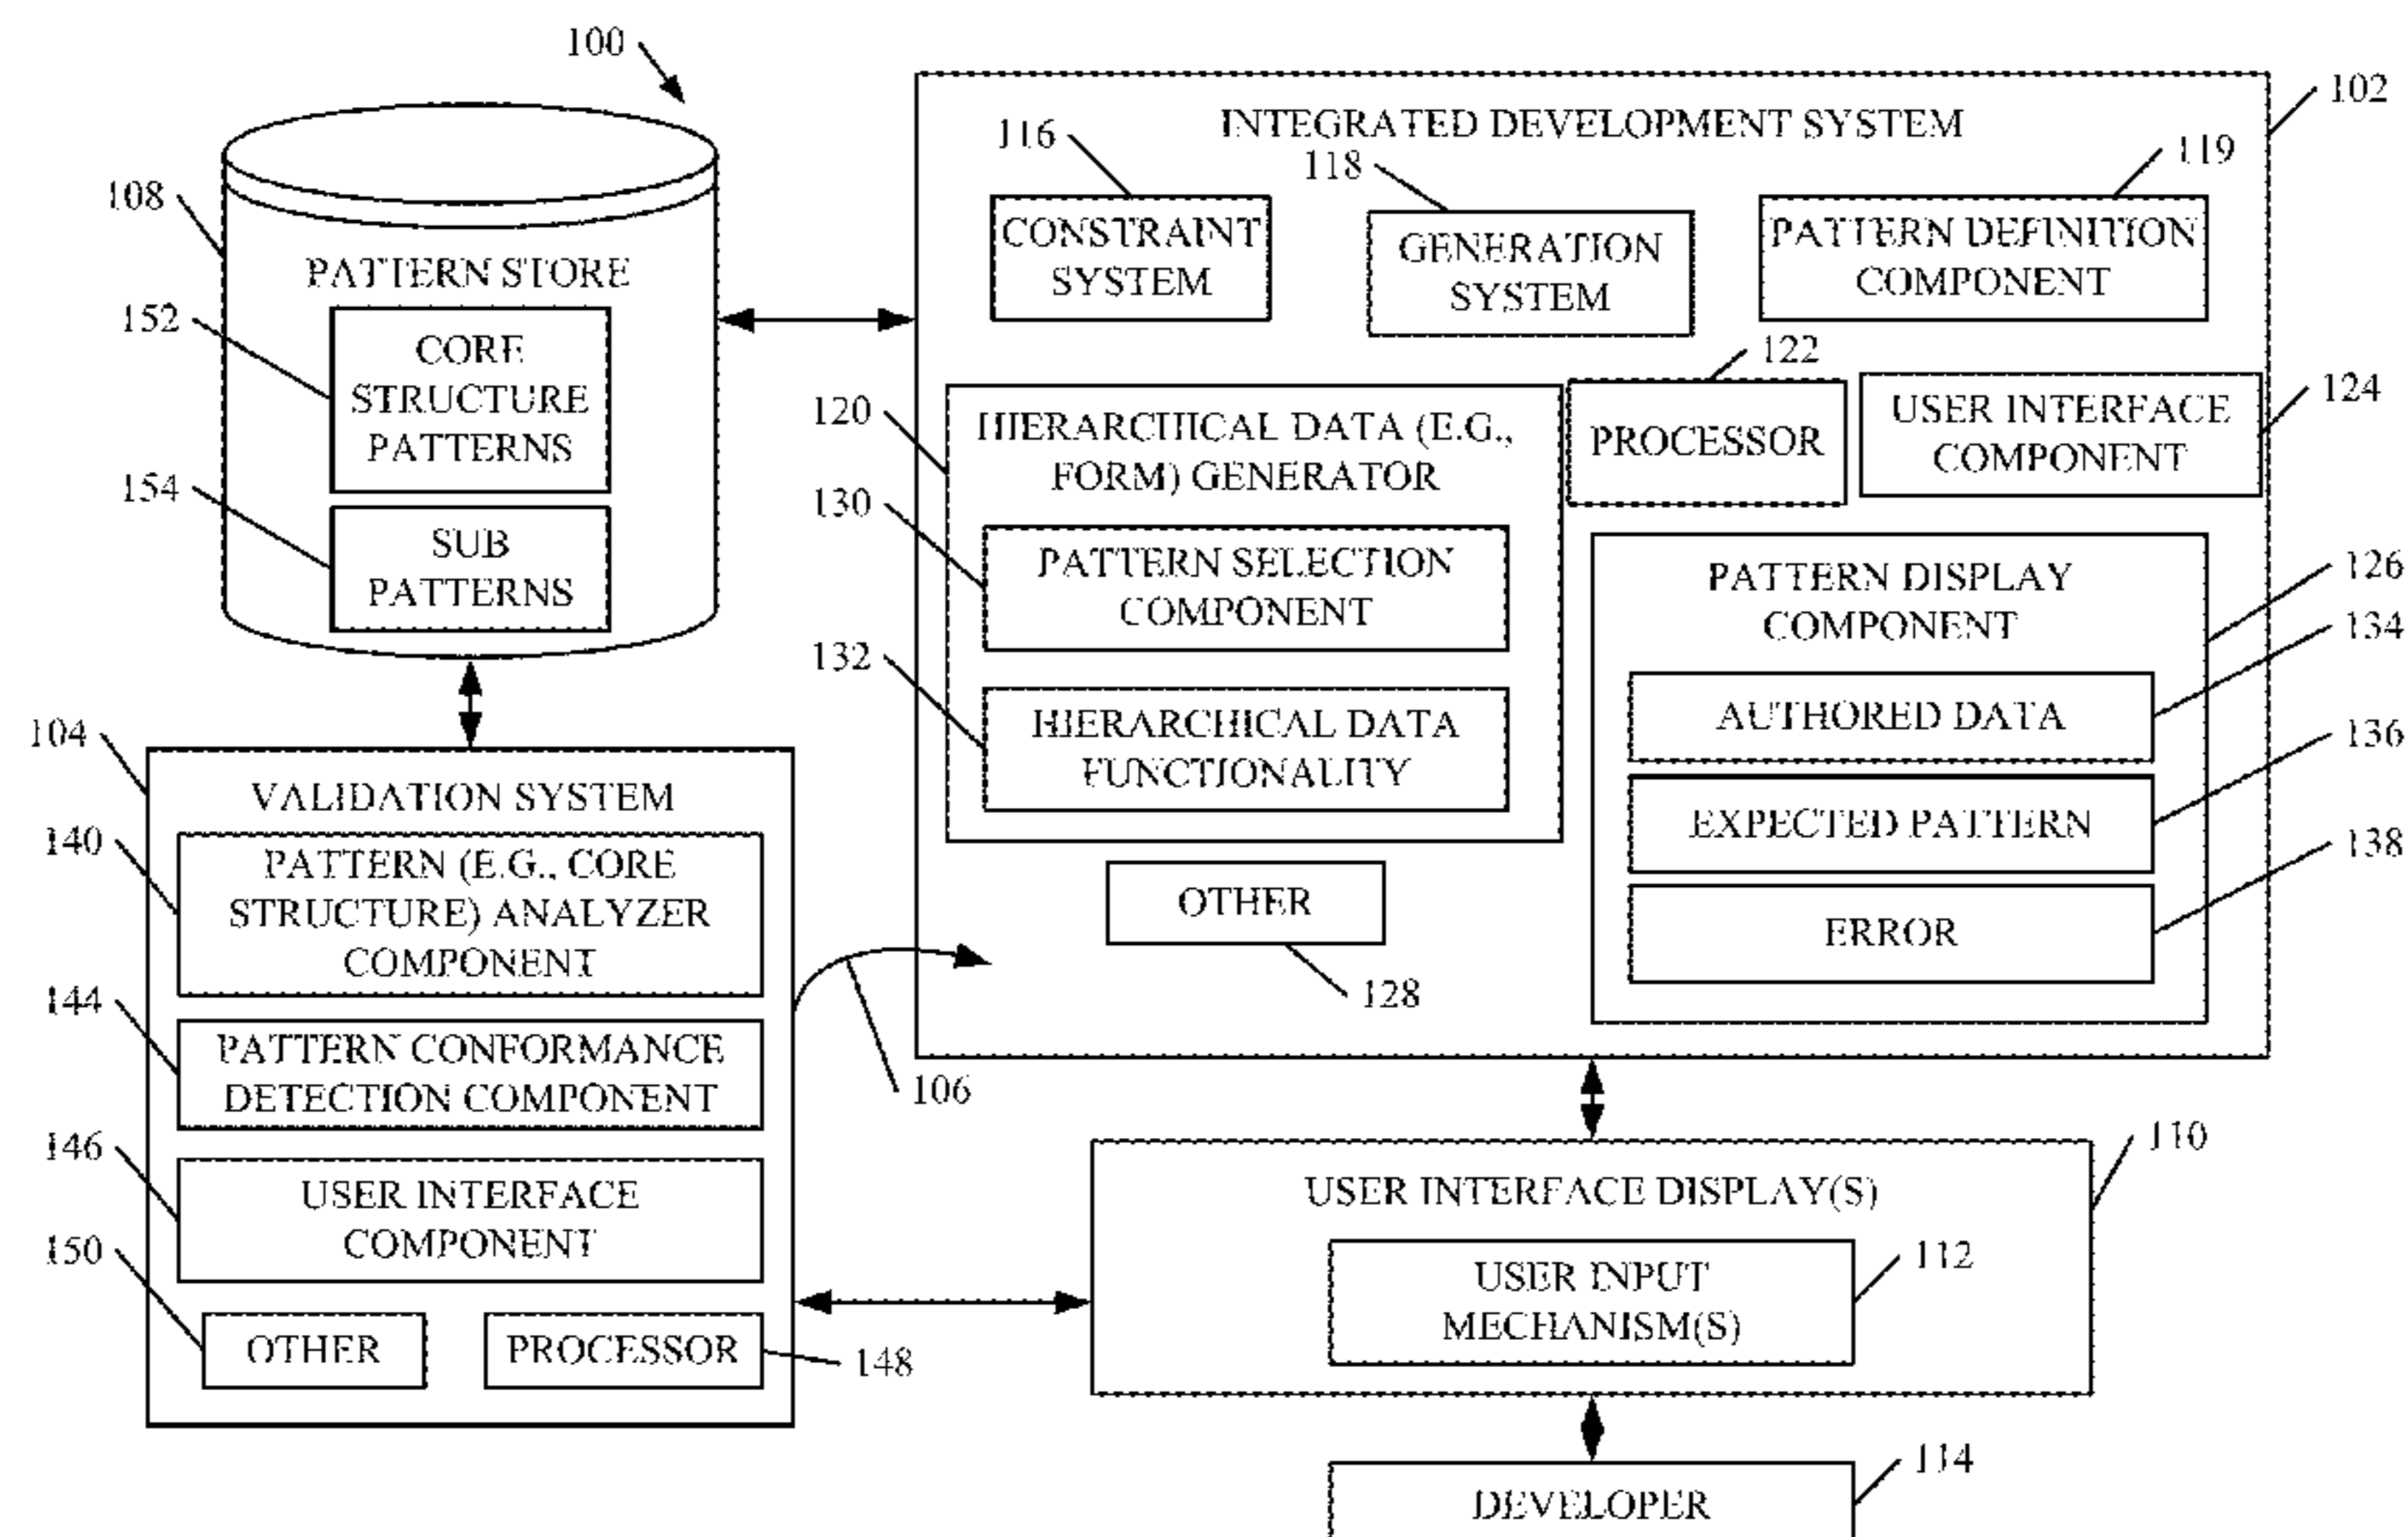 100
102
INTEGRATED DEVELOPMENT SYSTEM
116
118
119
108
CONSTRAINT
SYSTEM
GENERATION
SYSTEM
PATTERN DEFINITION
COMPONENT
PATTERN STORE
152
CORE
STRUCTURE
PATTERNS
154
SUB
PATTERNS
122
124
120
HIERARCHICAL DATA (E.G.,
FORM) GENERATOR
PROCESSOR
USER INTERFACE
COMPONENT
130
PATTERN SELECTION
COMPONENT
132
HIERARCHICAL DATA
FUNCTIONALITY
PATTERN DISPLAY
COMPONENT
126
134
AUTHORED DATA
136
EXPECTED PATTERN
138
ERROR
OTHER
128
104
VALIDATION SYSTEM
140
PATTERN (E.G., CORE
STRUCTURE) ANALYZER
COMPONENT
144
PATTERN CONFORMANCE
DETECTION COMPONENT
106
146
USER INTERFACE
COMPONENT
150
OTHER
PROCESSOR
148
110
USER INTERFACE DISPLAY(S)
USER INPUT
MECHANISM(S)
112
114
DEVELOPER